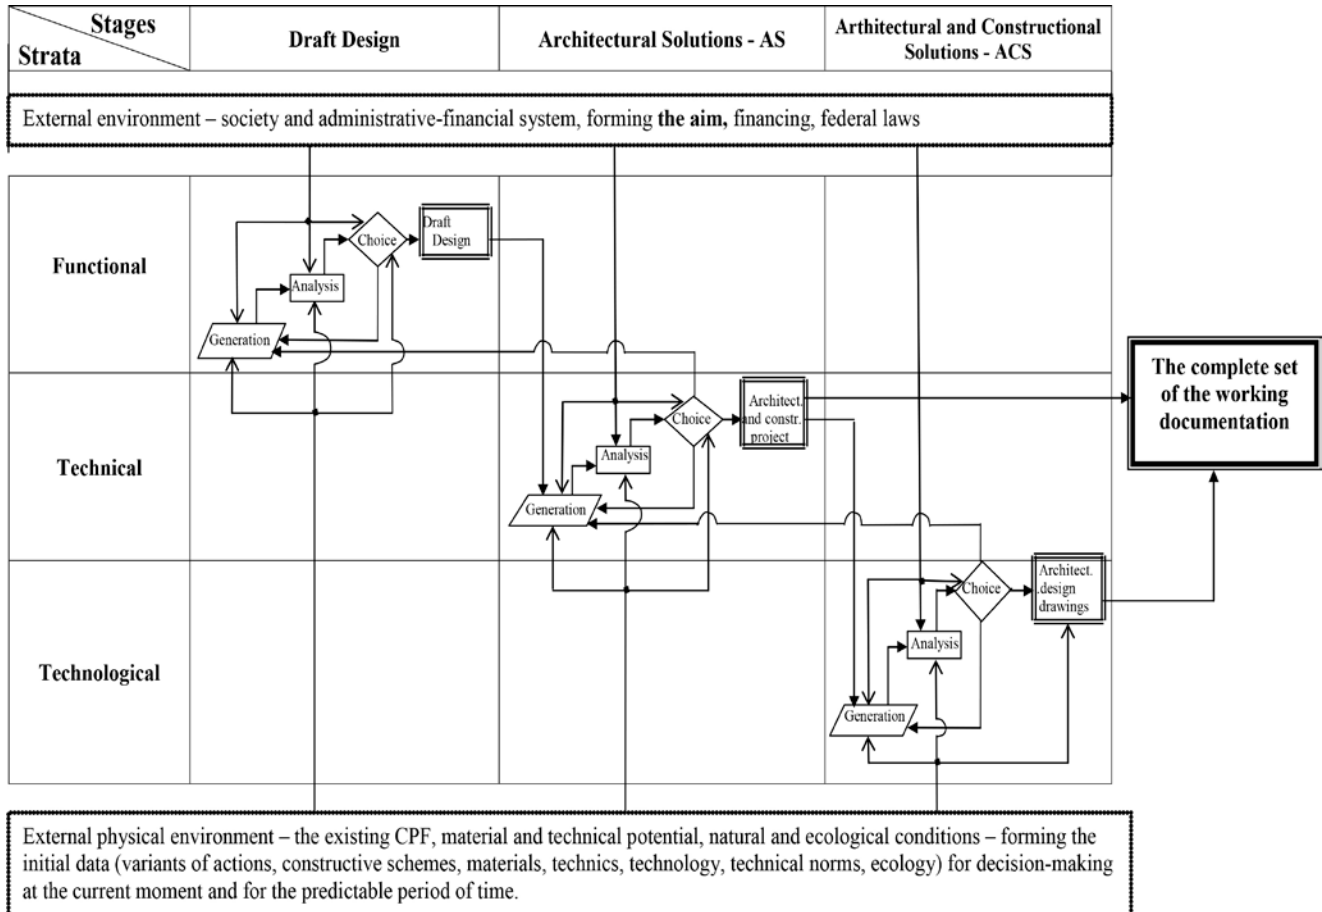 Stages
Strata
Draft Design
Architectural Solutions - AS
Arthitectural and Constructional
Solutions - ACS
External environment – society and administrative-financial system, forming the aim, financing, federal laws
Functional
Choice
Draft
Design
Analysis
Generation
Technical
Choice
Architect.
and constr.
project
Analysis
Generation
The complete set
of the working
documentation
Technological
Choice
Architect.
.design
drawings
Analysis
Generation
External physical environment – the existing CPF, material and technical potential, natural and ecological conditions – forming the
initial data (variants of actions, constructive schemes, materials, technics, technology, technical norms, ecology) for decision-making
at the current moment and for the predictable period of time.